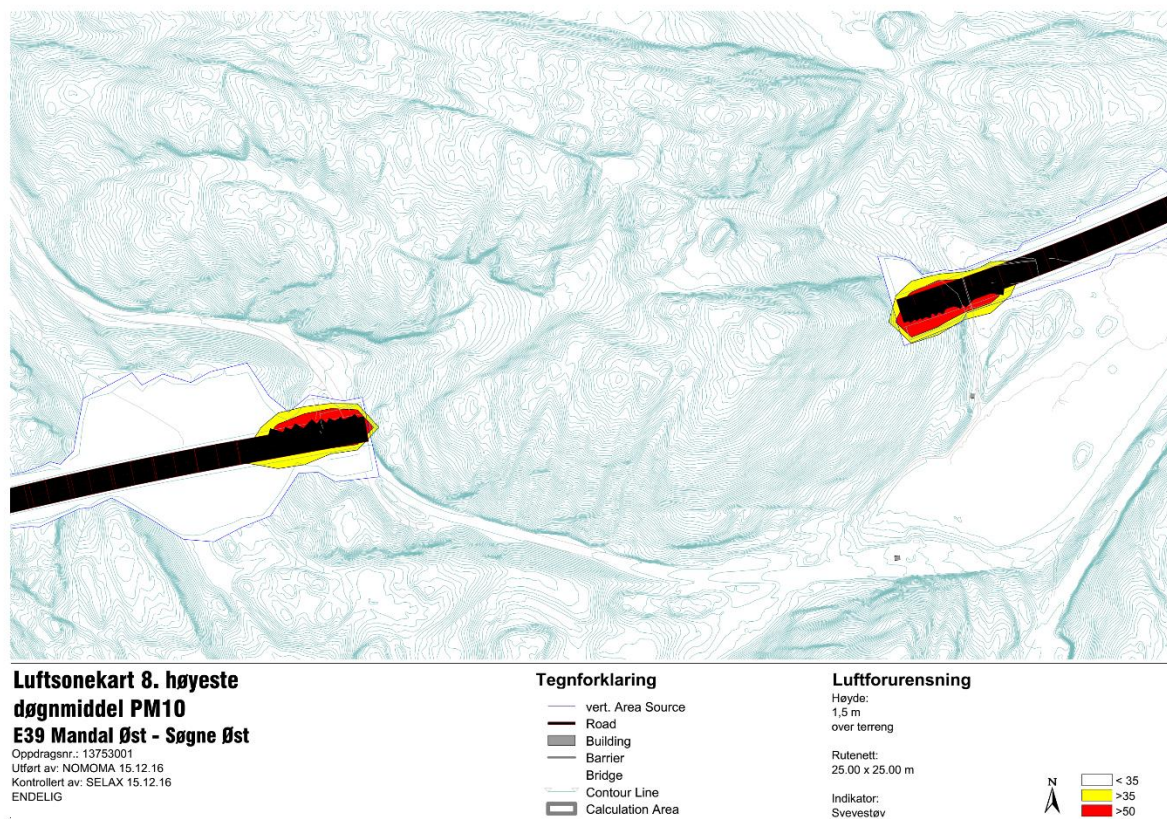 Luftsonekart 8. høyeste
døgnmiddel PM10
E39 Mandal Øst - Søgne Øst
Oppdragsnr.: 13753001
Utført av: NOMOMA 15.12.16
Kontrollert av: SELAX 15.12.16
ENDELIG
Tegnforklaring
vert. Area Source
Road
Building
Barrier
Bridge
Contour Line
Calculation Area
Luftforurensning
Høyde:
1,5 m
over terreng
Rutenett:
25.00 x 25.00 m
Indikator:
Svevestøv
N
< 35
>35
>50